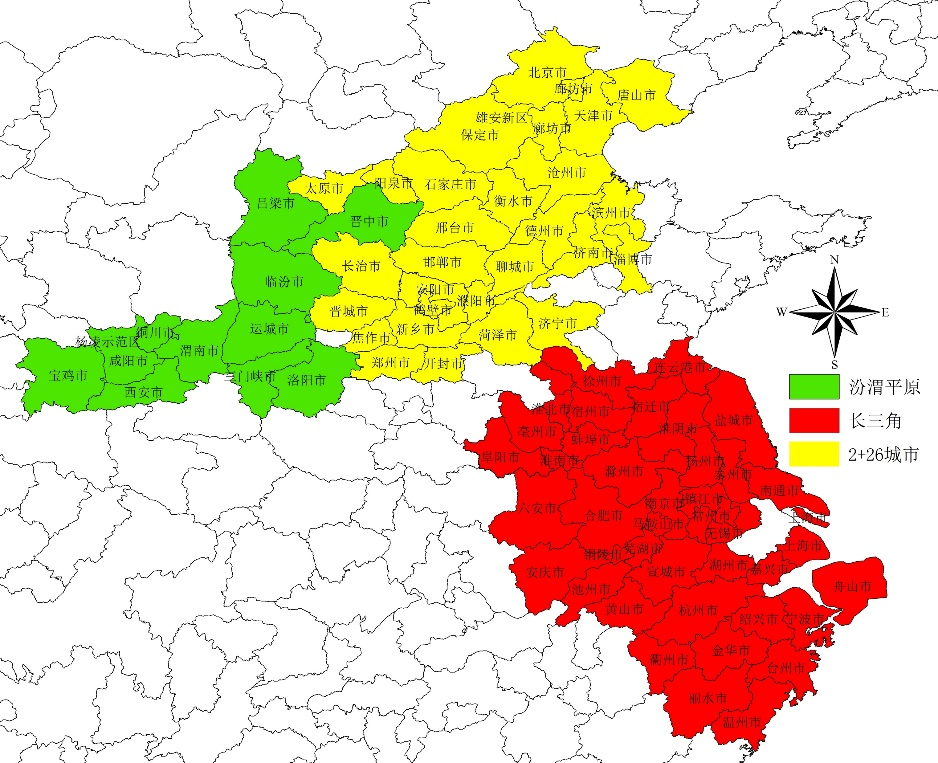 北京市
廊坊市
唐山市
雄安新区
天津市
保定市
廊坊市
沧州市
太原市
阳泉市
石家庄市
吕梁市
衡水市
滨州市
晋中市
邢台市
德州市
济南市
淄博市
长治市
邯郸市
聊城市
临汾市
安阳市
濮阳市
鹤壁市
晋城市
济宁市
运城市
新乡市
焦作市
菏泽市
铜川市
杨凌示范区
渭南市
咸阳市
郑州市
开封市
宝鸡市
三门峡市
洛阳市
西安市
N
W
E
S
汾渭平原
长三角
2+26城市
连云港市
徐州市
淮北市
宿州市
宿迁市
盐城市
亳州市
淮阴市
蚌埠市
阜阳市
淮南市
滁州市
扬州市
泰州市
南通市
六安市
合肥市
南京市
镇江市
马鞍山市
常州市
上海市
无锡市
铜陵市
芜湖市
上海市
安庆市
宣城市
湖州市
嘉兴市
池州市
舟山市
黄山市
杭州市
绍兴市
宁波市
衢州市
金华市
台州市
丽水市
温州市